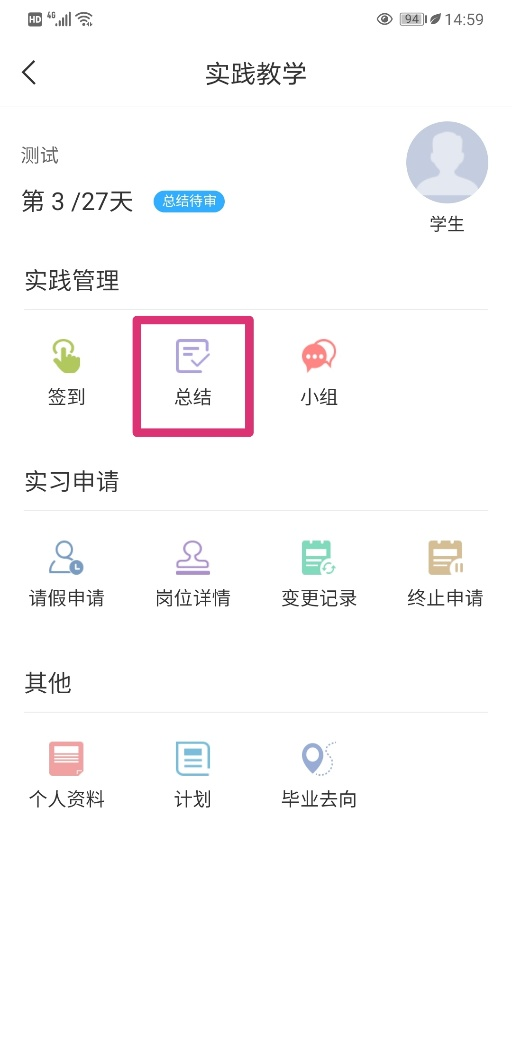 HD 4G 94 14:59
实践教学
测试
第 3 /27天 总结待审
学生
实践管理
签到 总结 小组
实习申请
请假申请 岗位详情 变更记录 终止申请
其他
个人资料 计划 毕业去向